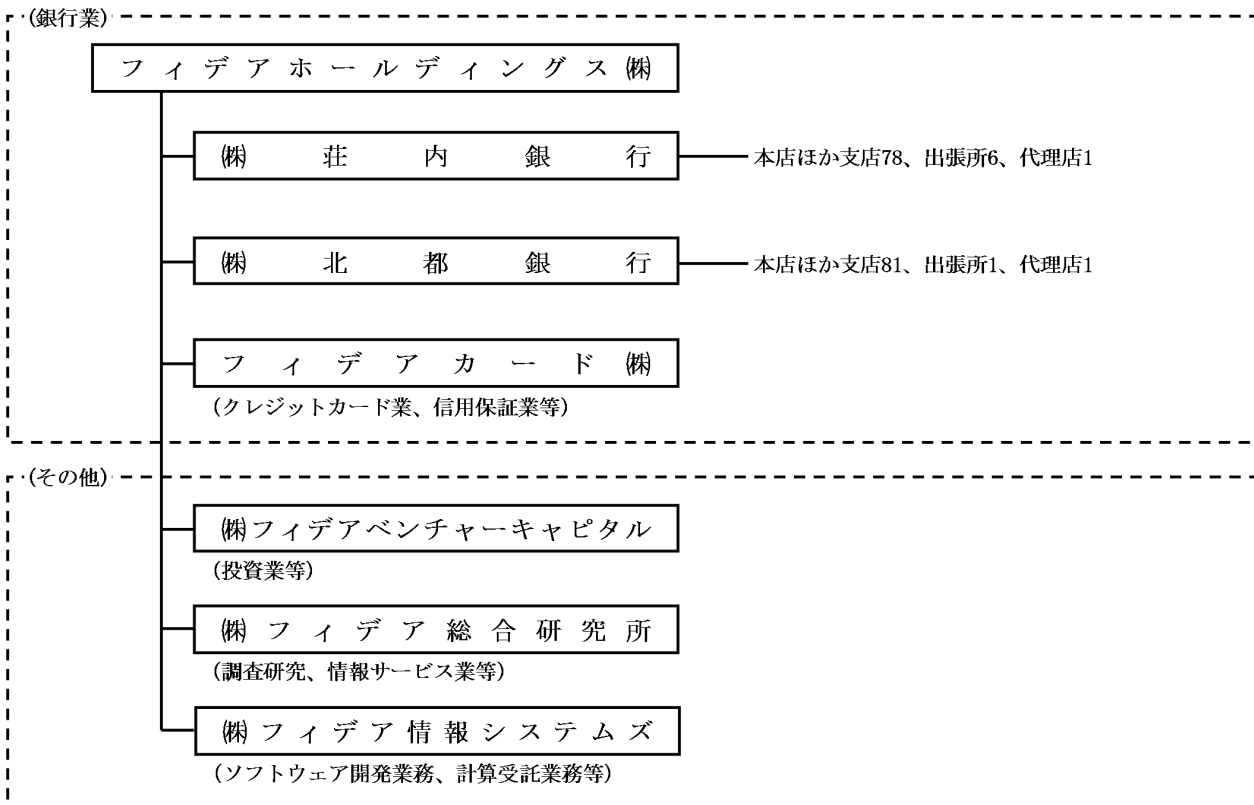 (銀行業)
フィデアホールディングス㈱
㈱荘内銀行
本店ほか支店78、出張所6、代理店1
㈱北都銀行
本店ほか支店81、出張所1、代理店1
フィデアカード㈱
(クレジットカード業、信用保証業等)
(その他)
㈱フィデアベンチャーキャピタル
(投資業等)
㈱フィデア総合研究所
(調査研究、情報サービス業等)
㈱フィデア情報システムズ
(ソフトウェア開発業務、計算受託業務等)